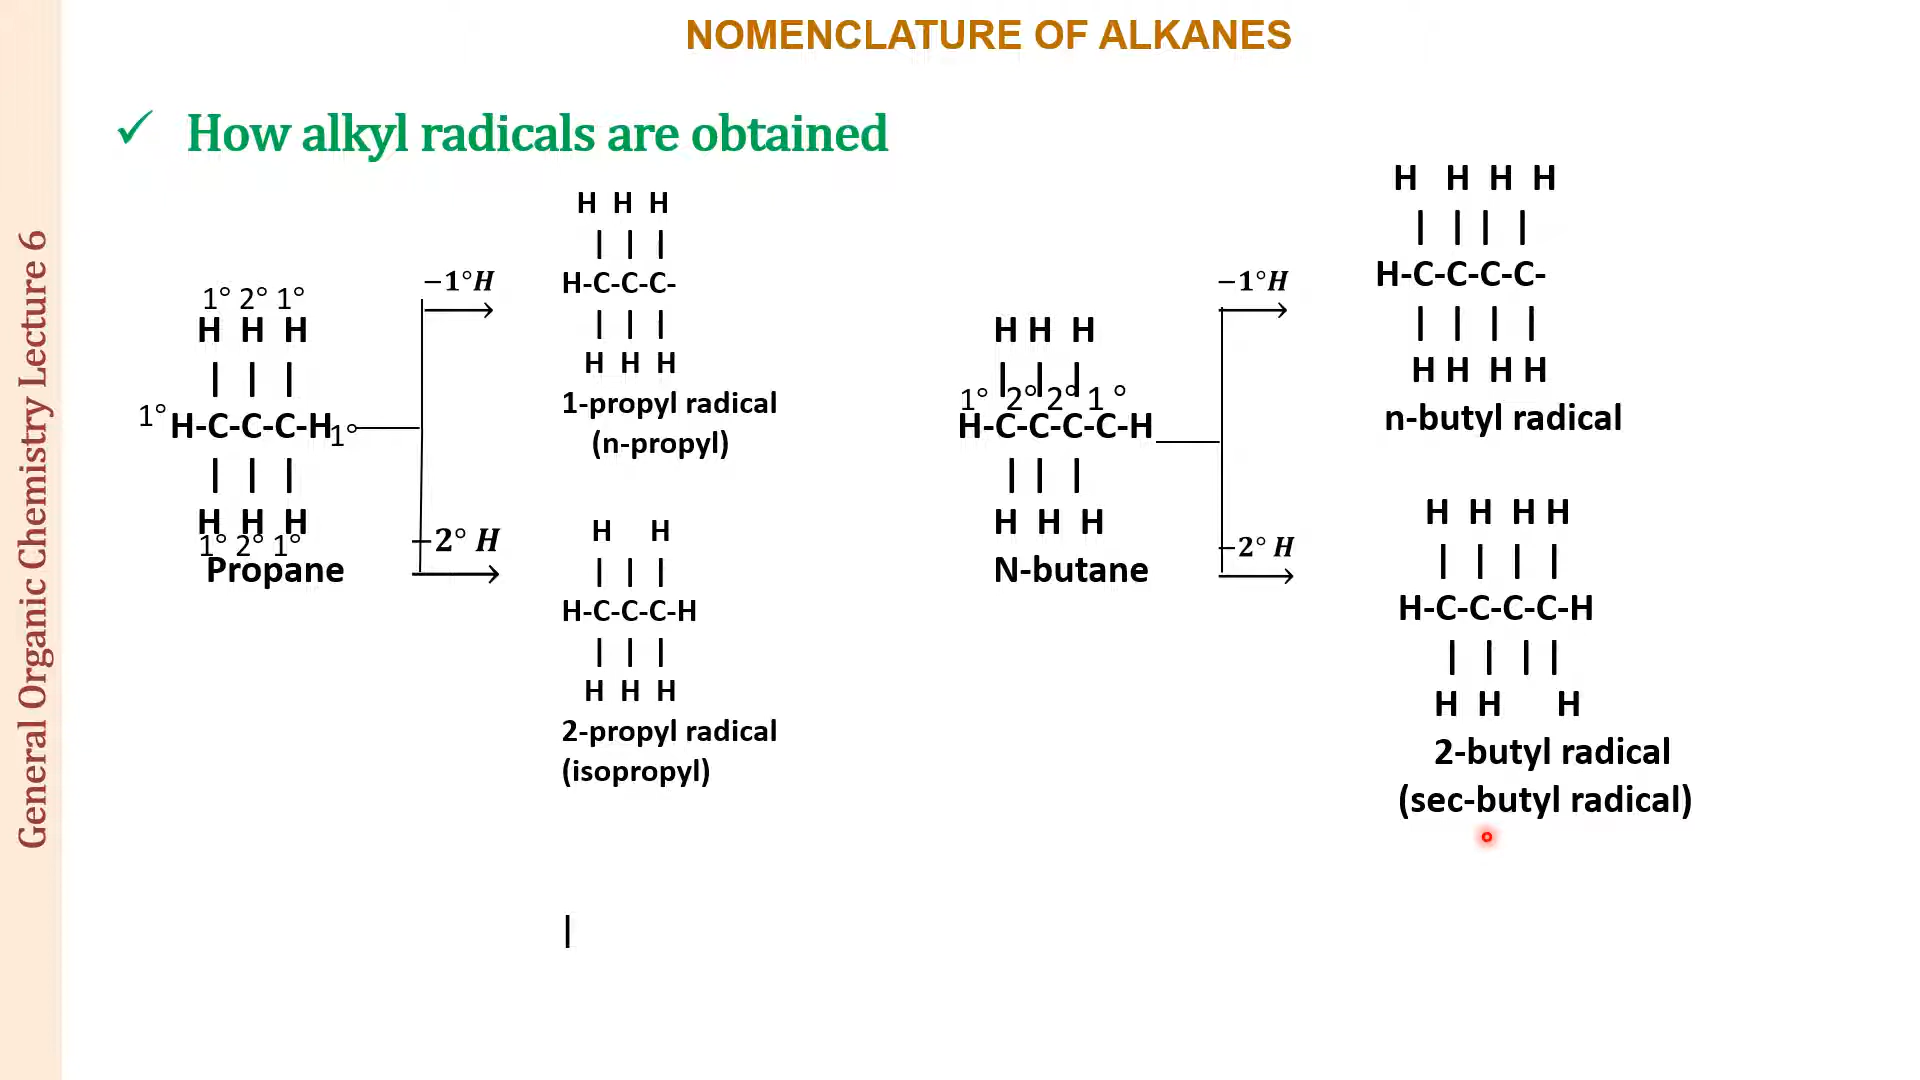 NOMENCLATURE OF ALKANES
✓ How alkyl radicals are obtained
General Organic Chemistry Lecture 6
1° 2° 1°
H H H
| | |
1° H-C-C-C-H 1°
| | |
H H H
1° 2° 1°
Propane
−1°H
H H H
| | |
H-C-C-C-
| | |
H H H
1-propyl radical
(n-propyl)
−2° H
H H
| | |
H-C-C-C-H
| | |
H H H
2-propyl radical
(isopropyl)
|
H H H
| | |
1° 2° 2° 1 °
H-C-C-C-C-H
| | |
H H H
N-butane
−1°H
H H H H
| | | |
H-C-C-C-C-
| | | |
H H H H
n-butyl radical
−2° H
H H H H
| | | |
H-C-C-C-C-H
| | | |
H H H
2-butyl radical
(sec-butyl radical)